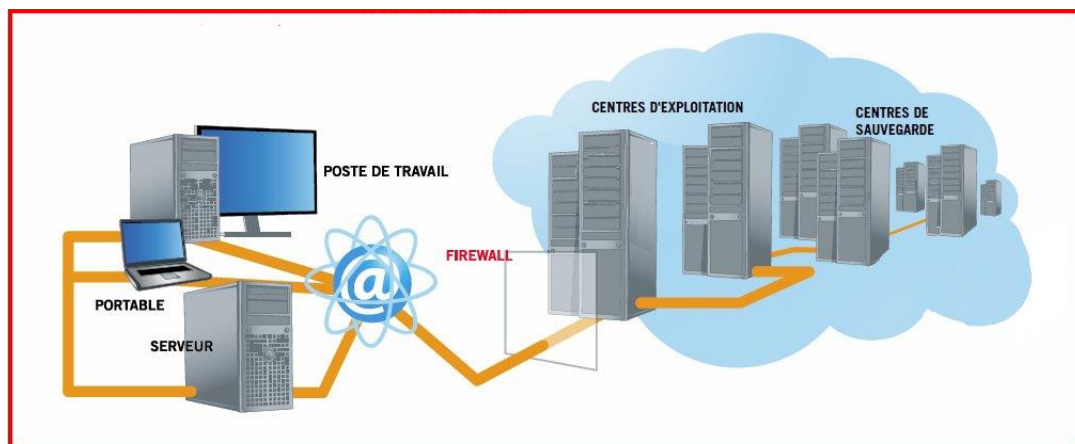 CENTRES D'EXPLOITATION
CENTRES DE
SAUVEGARDE
POSTE DE TRAVAIL
FIREWALL
@
PORTABLE
SERVEUR